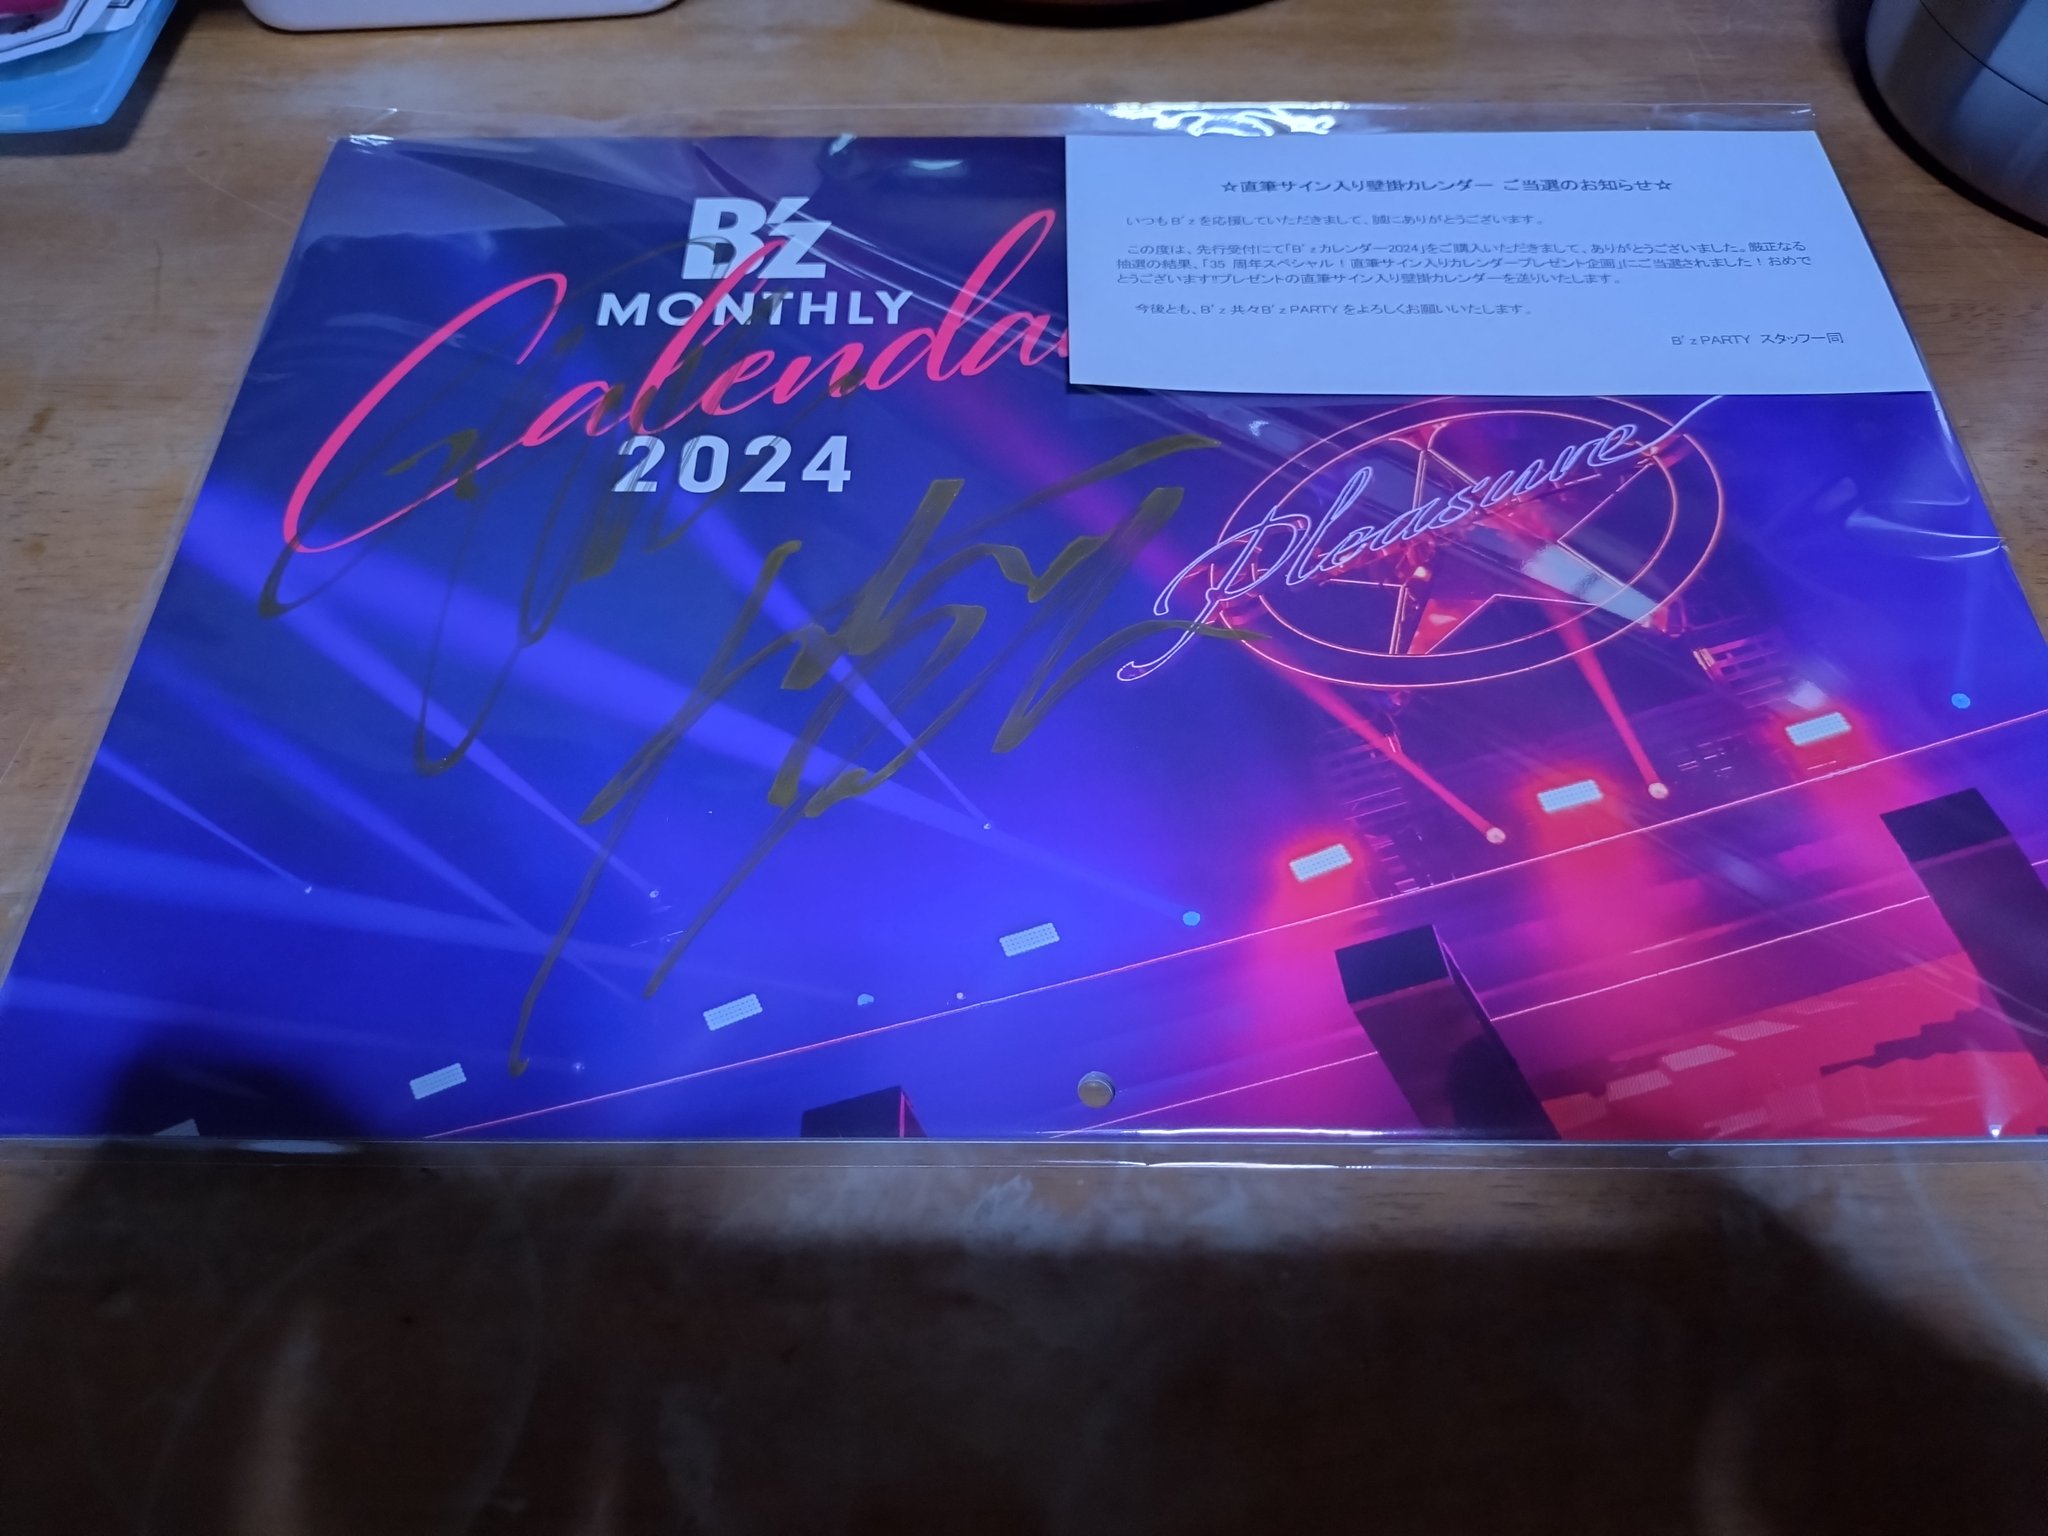 B'z
MONTHLY
Calendar
2024
☆直筆サイン入り壁掛カレンダー ご当選のお知らせ☆
いつもB'zを応援していただきまして、誠にありがとうございます。
この度は、先行受付にて「B'zカレンダー2024」をご購入いただきまして、ありがとうございました。厳正なる
抽選の結果、「35 周年スペシャル!直筆サイン入りカレンダープレゼント企画」にご当選されました!おめで
とうございます!!プレゼントの直筆サイン入り壁掛カレンダーを送りいたします。
今後とも、B'z共々B'z PARTYをよろしくお願いいたします。
B'z PARTY スタッフ一同
Pleasure